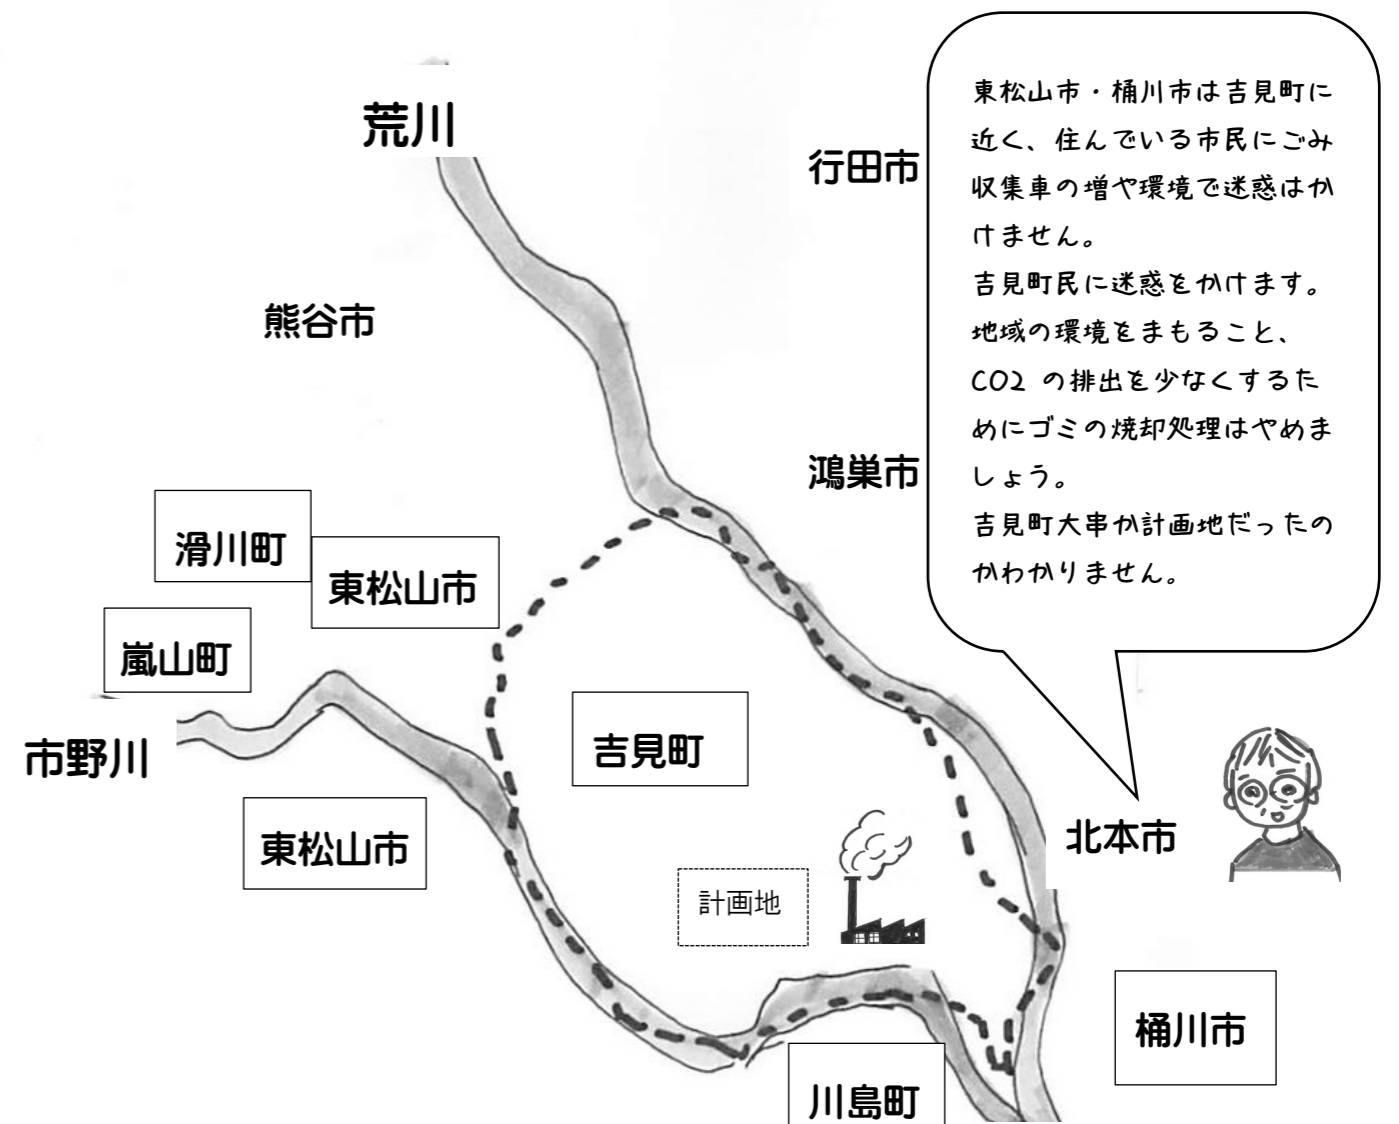 荒川
行田市
東松山市・桶川市は吉見町に
近く、住んでいる市民にごみ
収集車の増や環境で迷惑はか
けません。
吉見町民に迷惑をかけます。
地域の環境をまもること、
CO2 の排出を少なくするた
めにゴミの焼却処理はやめま
しょう。
吉見町大串か計画地だったの
かわかりません。
熊谷市
鴻巣市
滑川町
東松山市
嵐山町
市野川
吉見町
東松山市
北本市
計画地
桶川市
川島町